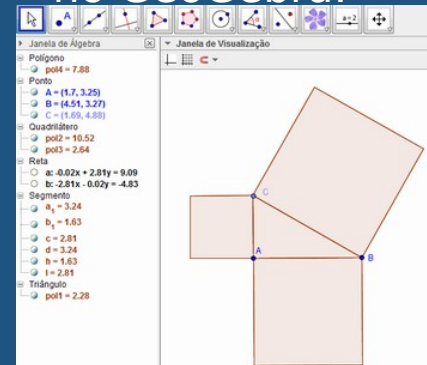 no GeoGebra.
a=2
Janela de Álgebra
Polígono
pol4 = 7.88
Ponto
A = (1.7, 3.25)
B = (4.51, 3.27)
C = (1.69, 4.88)
Quadrilátero
pol2 = 10.52
pol3 = 2.64
Reta
a: -0.02x + 2.81y = 9.09
b: -2.81x - 0.02y = -4.83
Segmento
a₁ = 3.24
b₁ = 1.63
c = 2.81
d = 3.24
h = 1.63
l = 2.81
Triângulo
pol1 = 2.28
Janela de Visualização
C
A
B